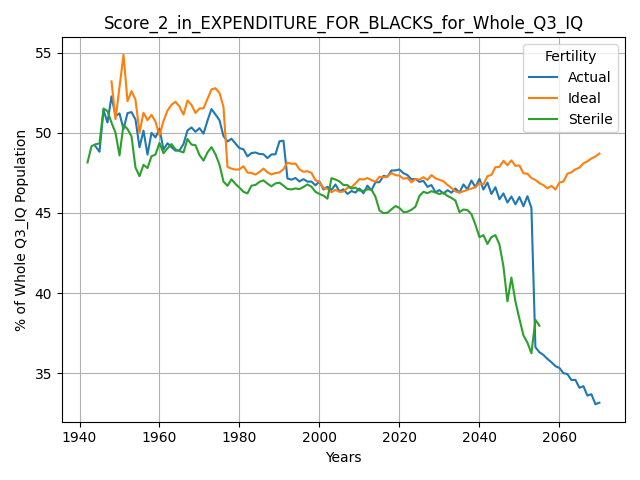 Score_2_in_EXPENDITURE_FOR_BLACKS_for_Whole_Q3_IQ
Fertility
Actual
Ideal
Sterile
% of Whole Q3_IQ Population
55
50
45
40
35
1940
1960
1980
2000
2020
2040
2060
Years